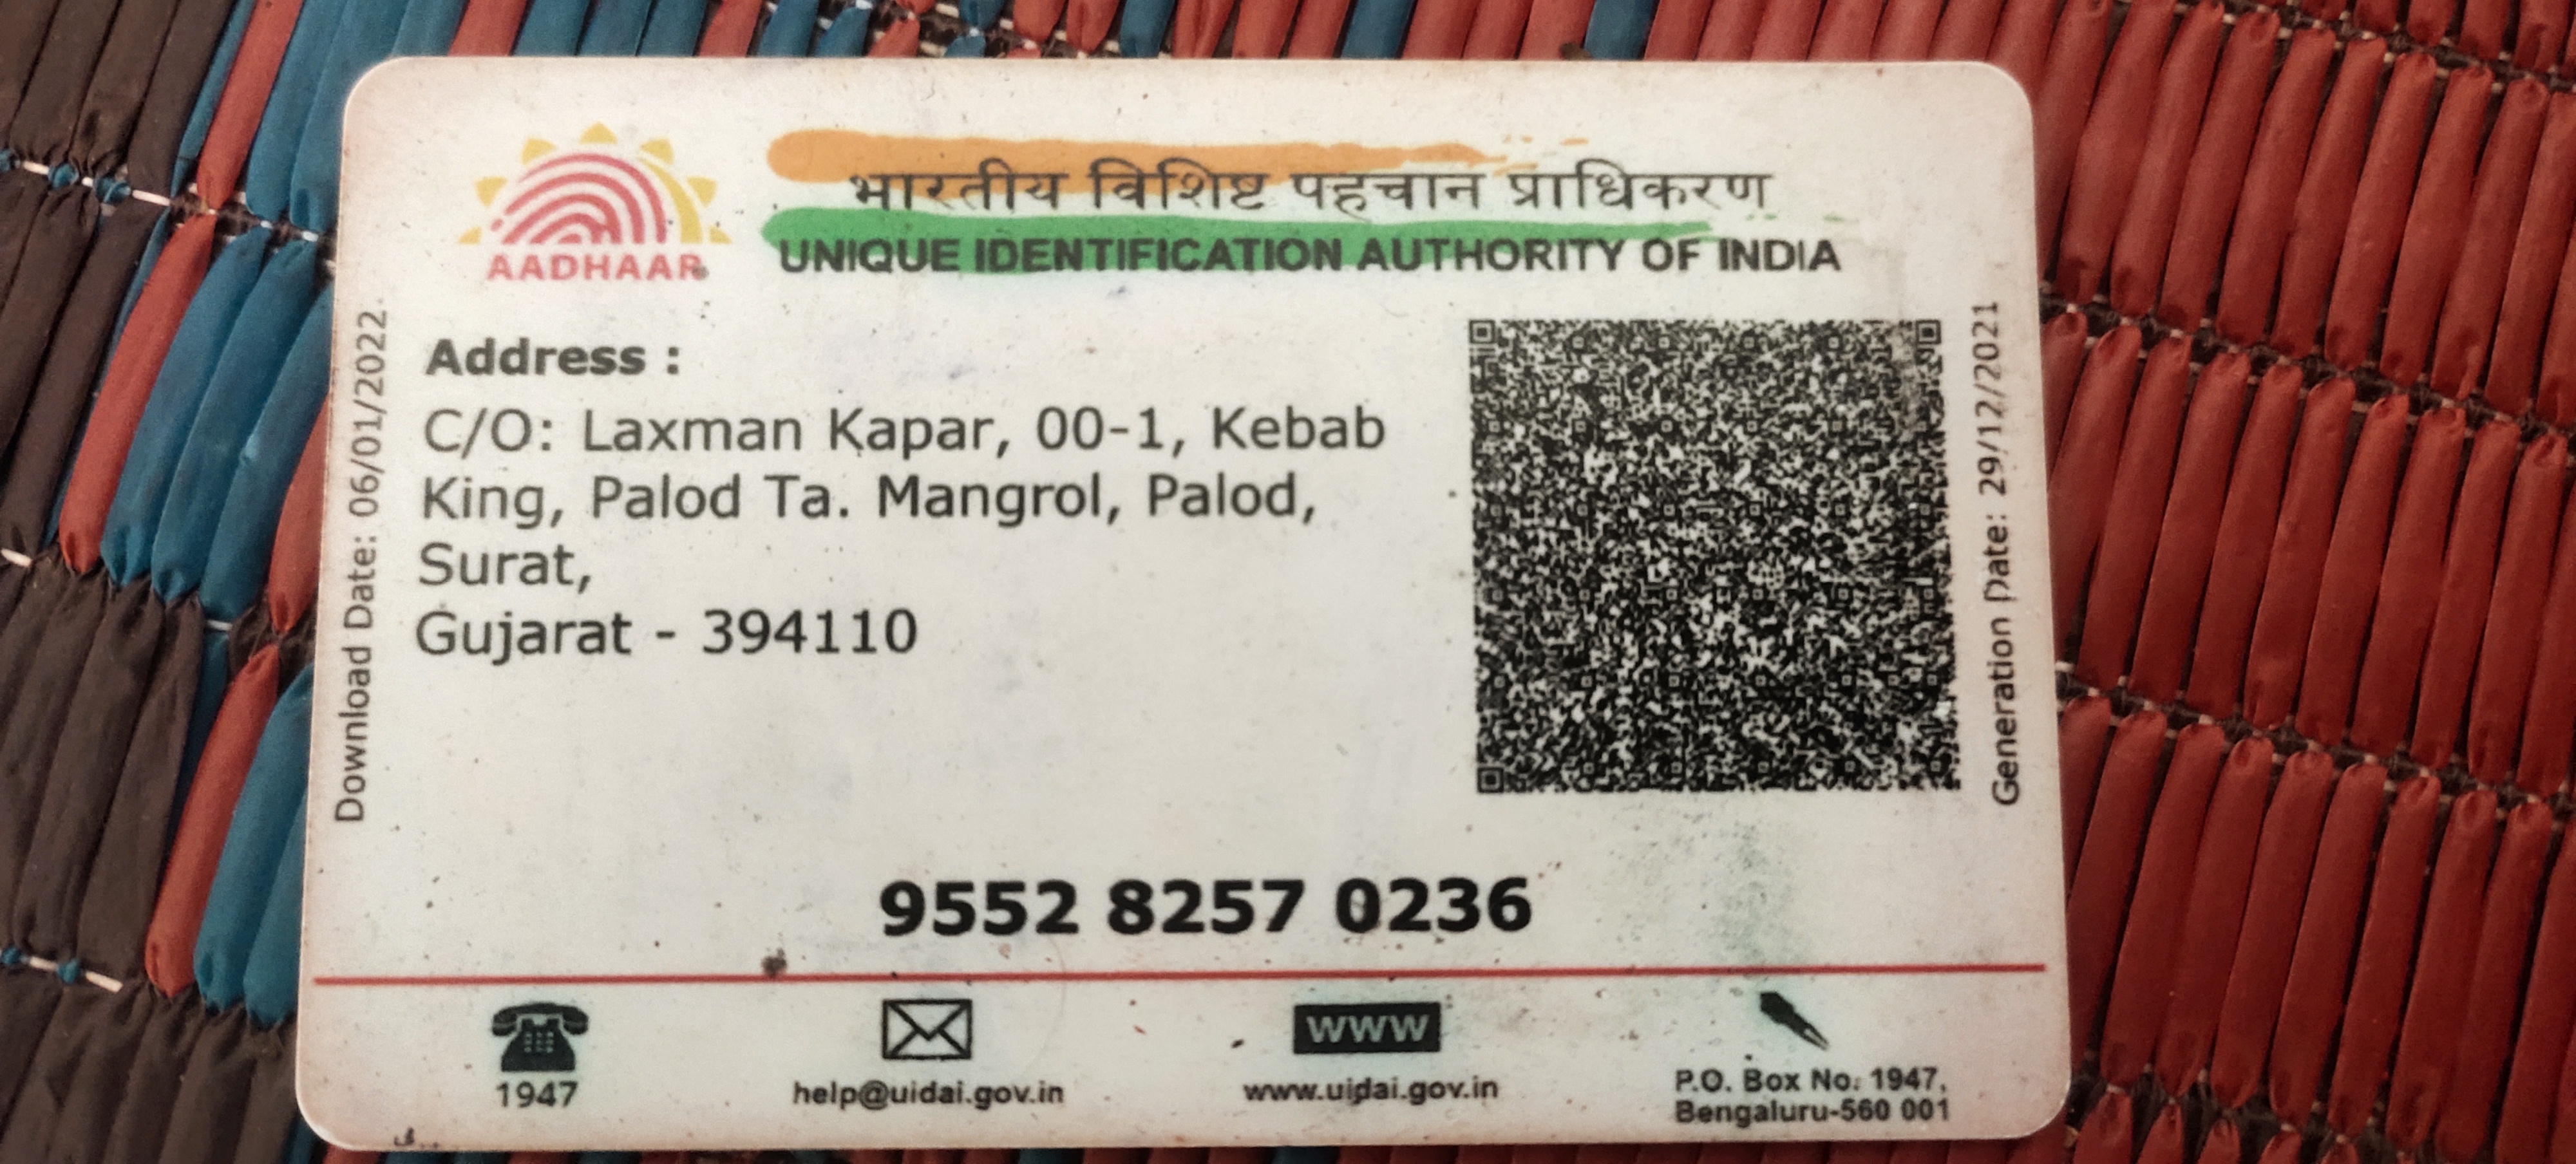 भारतीय विशिष्ट पहचान प्राधिकरण
UNIQUE IDENTIFICATION AUTHORITY OF INDIA
AADHAAR
Download Date: 06/01/2022
Address :
C/O: Laxman Kapar, 00-1, Kebab
King, Palod Ta. Mangrol, Palod,
Surat,
Gujarat - 394110
Generation Date: 29/12/2021
9552 8257 0236
1947
help@uidai.gov.in
www
www.uidai.gov.in
P.O. Box No. 1947,
Bengaluru-560 001